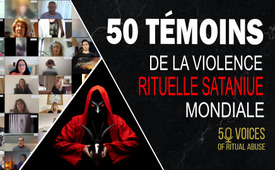 50 TÉMOINS
DE LA VIOLENCE
RITUELLE SATANIUE
MONDIALE
50 VOICES
OF RITUAL ABUSE